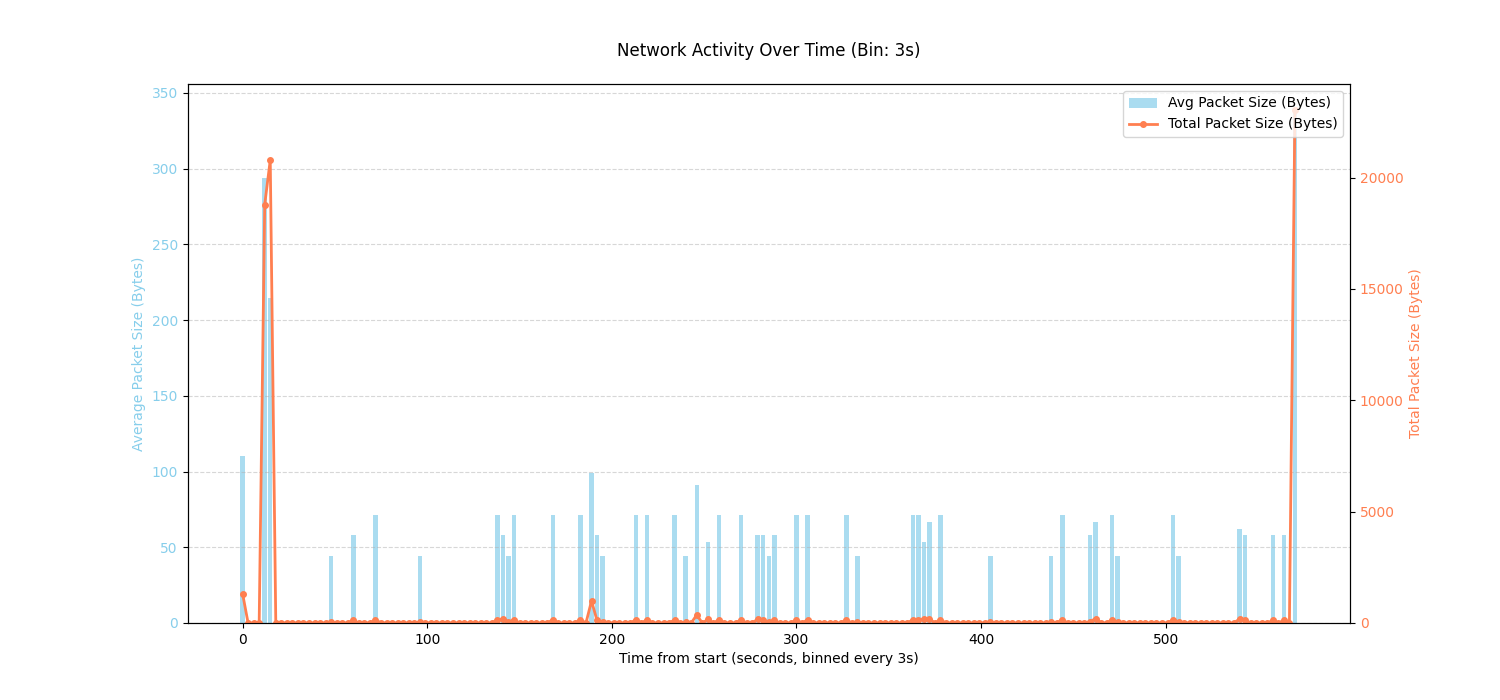 Network Activity Over Time (Bin: 3s)
Avg Packet Size (Bytes)
Total Packet Size (Bytes)
Average Packet Size (Bytes)
350
300
250
200
150
100
50
0
20000
15000
10000
5000
0
Total Packet Size (Bytes)
0 100 200 300 400 500
Time from start (seconds, binned every 3s)